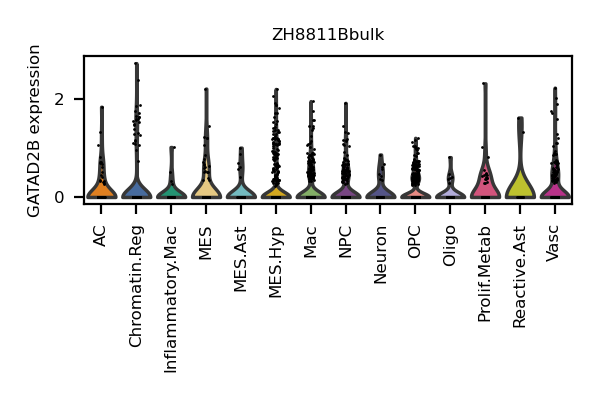 ZH8811Bbulk
GATAD2B expression
2
0
AC
Chromatin.Reg
Inflammatory.Mac
MES
MES.Ast
MES.Hyp
Mac
NPC
Neuron
OPC
Oligo
Prolif.Metab
Reactive.Ast
Vasc